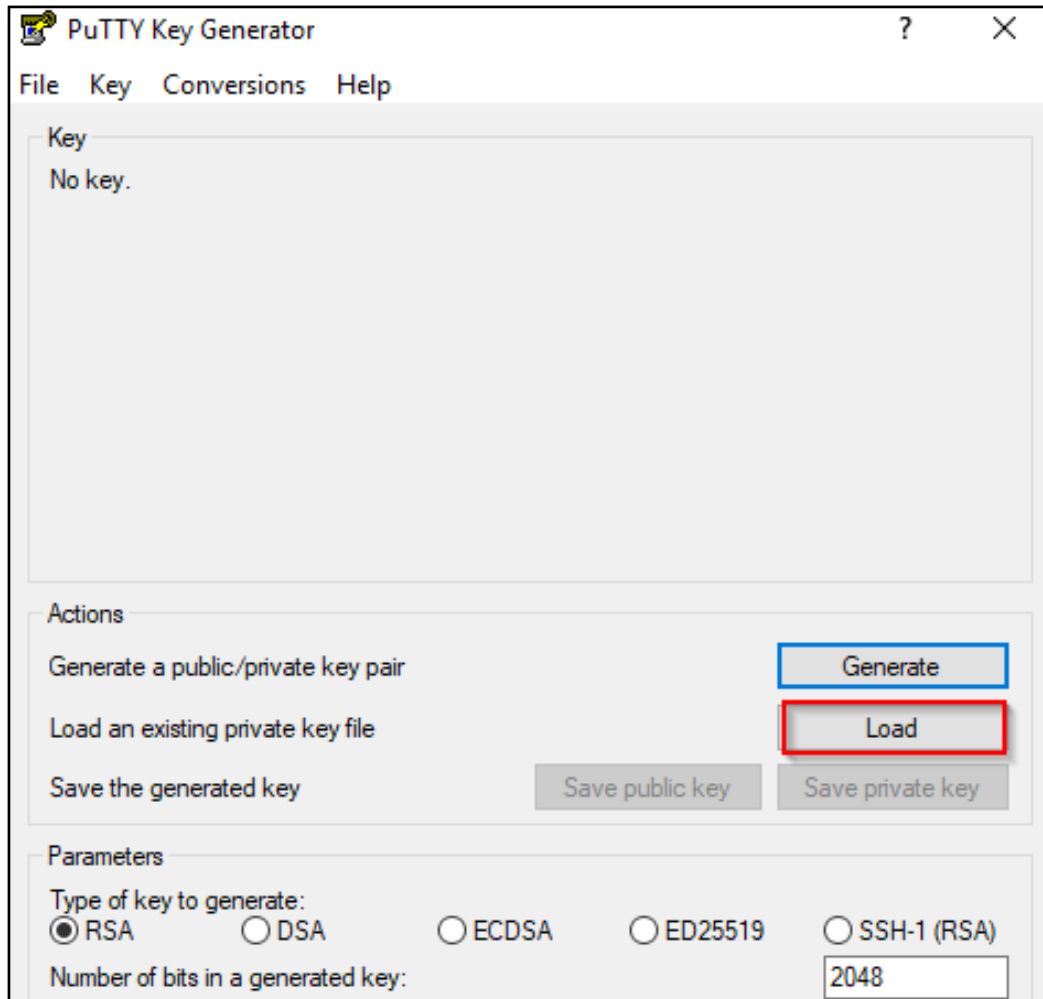 PuTTY Key Generator ?
File Key Conversions Help
Key
No key.
Actions
Generate a public/private key pair Generate
Load an existing private key file Load
Save the generated key Save public key Save private key
Parameters
Type of key to generate:
RSA DSA ECDSA ED25519 SSH-1 (RSA)
Number of bits in a generated key: 2048